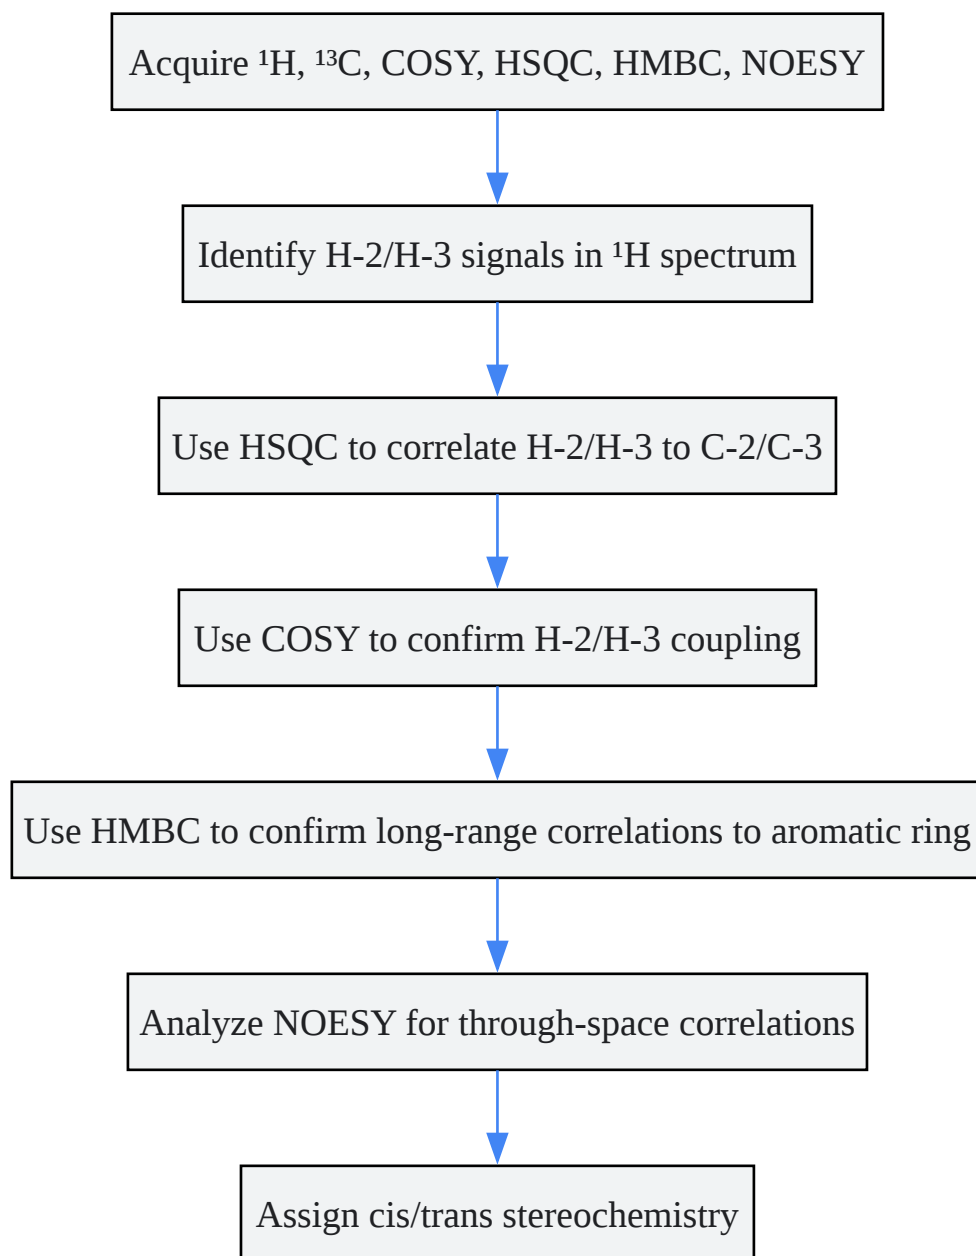 Acquire ¹H, ¹³C, COSY, HSQC, HMBC, NOESY
Identify H-2/H-3 signals in ¹H spectrum
Use HSQC to correlate H-2/H-3 to C-2/C-3
Use COSY to confirm H-2/H-3 coupling
Use HMBC to confirm long-range correlations to aromatic ring
Analyze NOESY for through-space correlations
Assign cis/trans stereochemistry